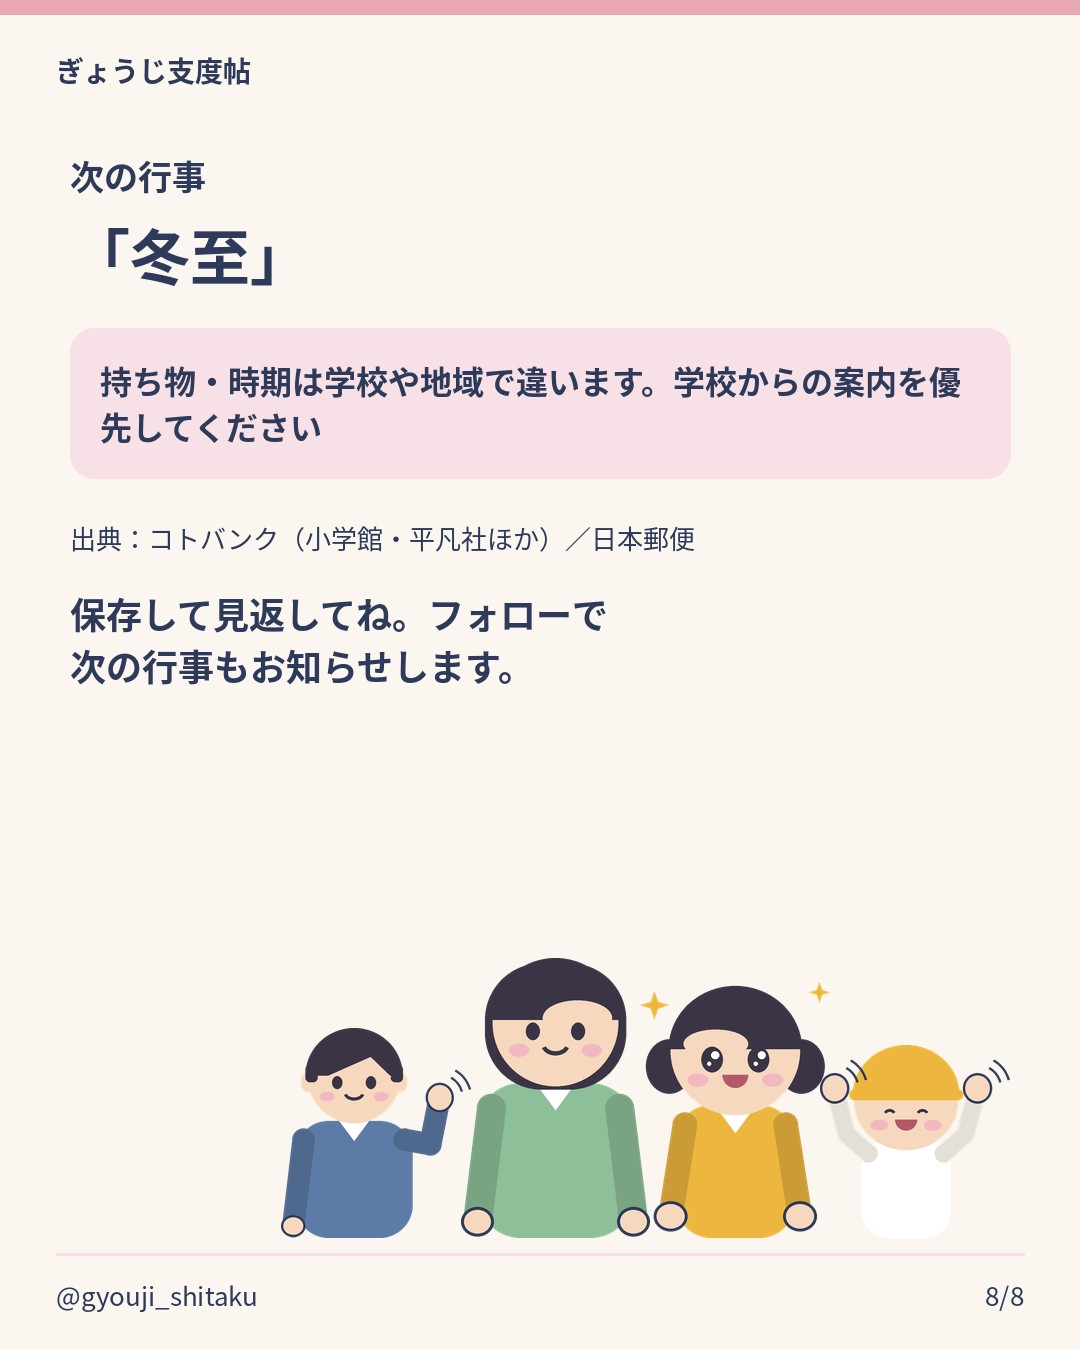 ぎょうじ支度帖
次の行事
「冬至」
持ち物・時期は学校や地域で違います。学校からの案内を優
先してください
出典：コトバンク（小学館・平凡社ほか）／日本郵便
保存して見返してね。フォローで
次の行事もお知らせします。
@gyouji_shitaku
8/8